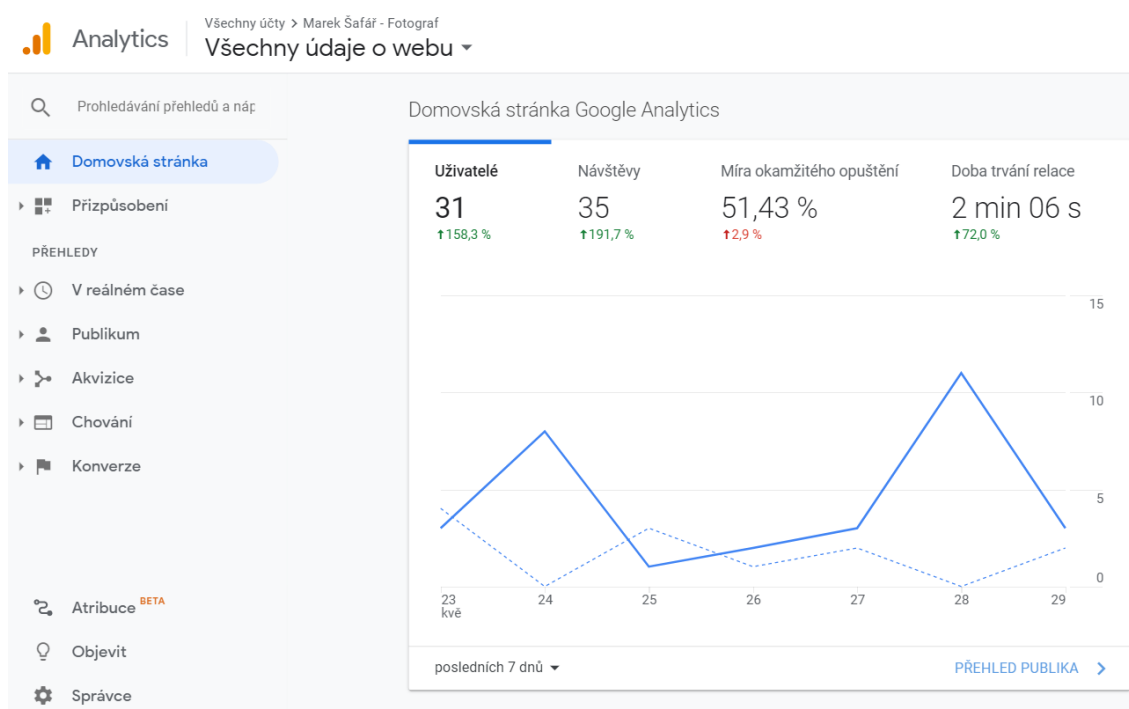 Analytics
Všechny účty > Marek Šafář - Fotograf
Všechny údaje o webu
Prohledávání přehledů a náp
Domovská stránka
Přizpůsobení
PŘEHLEDY
V reálném čase
Publikum
Akvizice
Chování
Konverze
Atribuce BETA
Objevit
Správce
Domovská stránka Google Analytics
Uživatelé Návštěvy Míra okamžitého opuštění Doba trvání relace
31 35 51,43 % 2 min 06 s
↑158,3 % ↑191,7 % ↑2,9 % ↑72,0 %
15
10
5
0
23 24 25 26 27 28 29
kvě
posledních 7 dnů PŘEHLED PUBLIKA